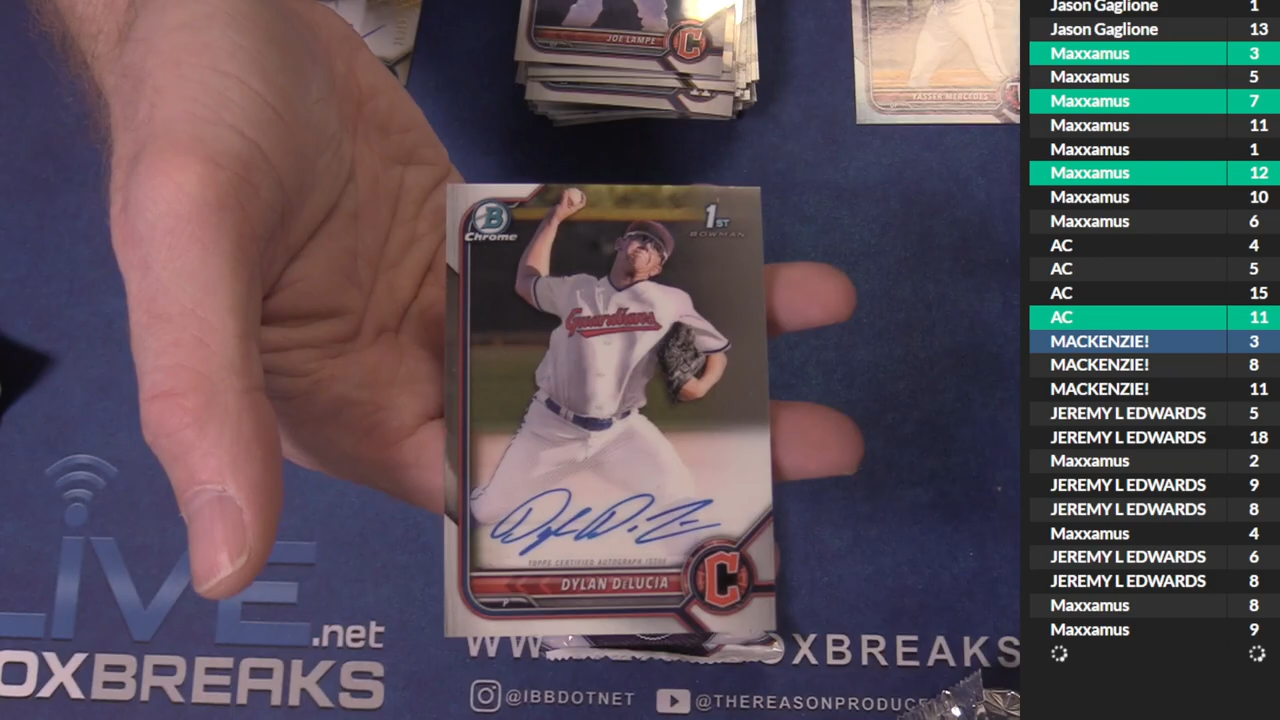 JOE LAMPE
C
YASSER MERCEDES
B
Chrome
1ST
BOWMAN
Guardians
Dylan DeLucia
TOPPS CERTIFIED AUTOGRAPH ISSUE
DYLAN DELUCIA
P
C
LIVE.net
OXBREAKS
WW
OXBREAKS
@IBBDOTNET
@THEREASONPRODUC
Jason Gaglione 1
Jason Gaglione 13
Maxxamus 3
Maxxamus 5
Maxxamus 7
Maxxamus 11
Maxxamus 1
Maxxamus 12
Maxxamus 10
Maxxamus 6
AC 4
AC 5
AC 15
AC 11
MACKENZIE! 3
MACKENZIE! 8
MACKENZIE! 11
JEREMY L EDWARDS 5
JEREMY L EDWARDS 18
Maxxamus 2
JEREMY L EDWARDS 9
JEREMY L EDWARDS 8
Maxxamus 4
JEREMY L EDWARDS 6
JEREMY L EDWARDS 8
Maxxamus 8
Maxxamus 9